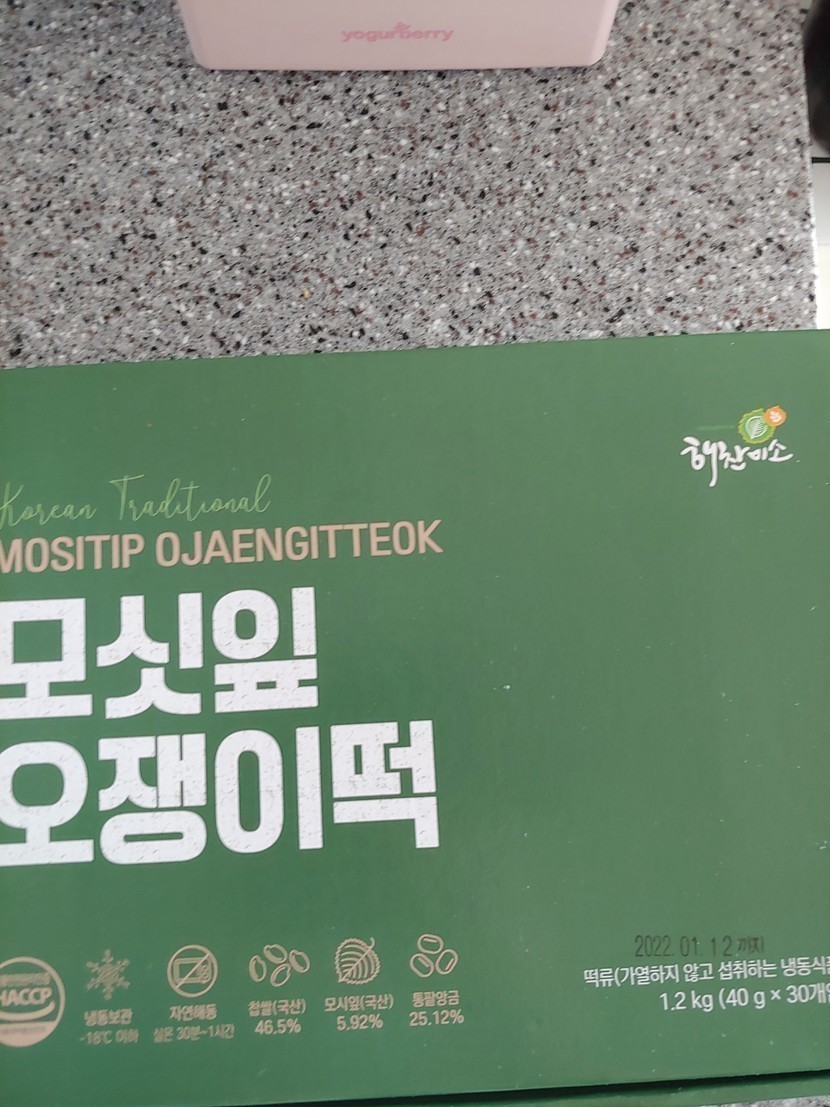 yogurberry
해찬미소
Korean Traditional
MOSITIP OJAENGITTEOK
모싯잎
오쟁이떡
HACCP
냉동보관
-18℃ 이하
자연해동
실온 30분~1시간
찹쌀(국산)
46.5%
모시잎(국산)
5.92%
통팥앙금
25.12%
2022. 01. 12 까지
떡류(가열하지 않고 섭취하는 냉동식품
1.2 kg (40 g × 30개입